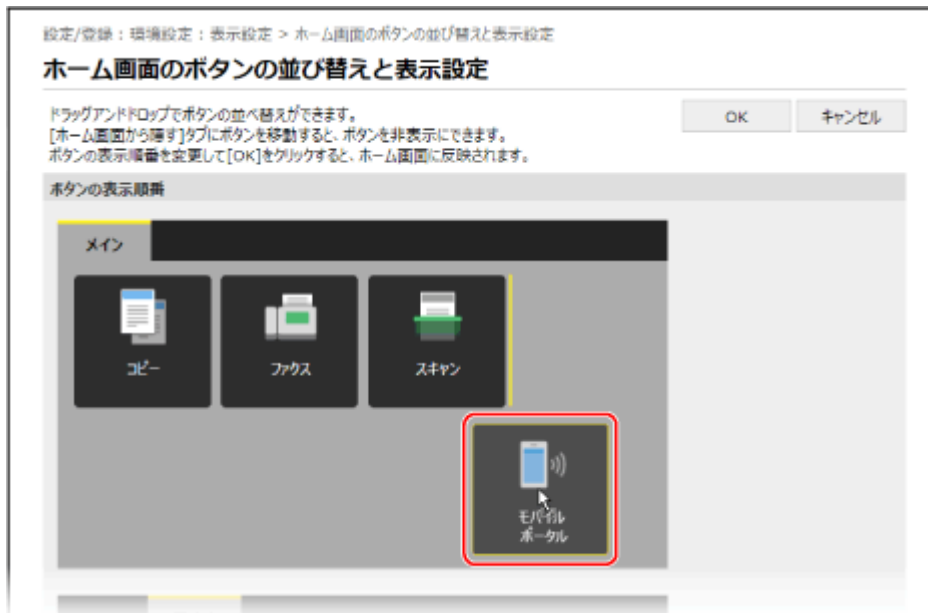 設定/登録 : 環境設定 : 表示設定 > ホーム画面のボタンの並び替えと表示設定
ホーム画面のボタンの並び替えと表示設定
ドラッグアンドドロップでボタンの並べ替えができます。
[ホーム画面から隠す]タブにボタンを移動すると、ボタンを非表示にできます。
ボタンの表示順番を変更して[OK]をクリックすると、ホーム画面に反映されます。
OK
キャンセル
ボタンの表示順番
メイン
コピー
ファクス
スキャン
モバイル
ポータル